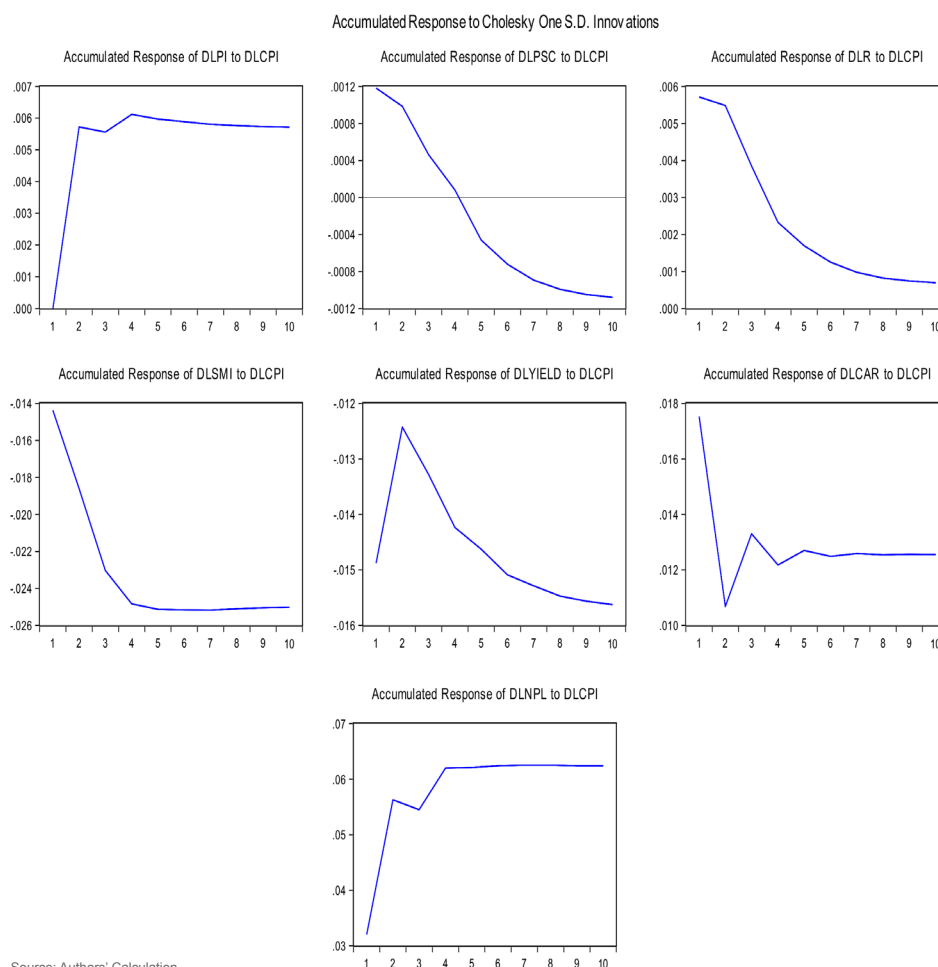 Accumulated Response to Cholesky One S.D. Innovations
Accumulated Response of DLPI to DLCPI
.007
.006
.005
.004
.003
.002
.001
.000
1 2 3 4 5 6 7 8 9 10
Accumulated Response of DLPSC to DLCPI
.0012
.0008
.0004
.0000
-.0004
-.0008
-.0012
1 2 3 4 5 6 7 8 9 10
Accumulated Response of DLR to DLCPI
.006
.005
.004
.003
.002
.001
.000
1 2 3 4 5 6 7 8 9 10
Accumulated Response of DLSMI to DLCPI
-.014
-.016
-.018
-.020
-.022
-.024
-.026
1 2 3 4 5 6 7 8 9 10
Accumulated Response of DLYIELD to DLCPI
-.012
-.013
-.014
-.015
-.016
1 2 3 4 5 6 7 8 9 10
Accumulated Response of DLCAR to DLCPI
.018
.016
.014
.012
.010
1 2 3 4 5 6 7 8 9 10
Accumulated Response of DLNPL to DLCPI
.07
.06
.05
.04
.03
1 2 3 4 5 6 7 8 9 10
Source: Authors' Calculation